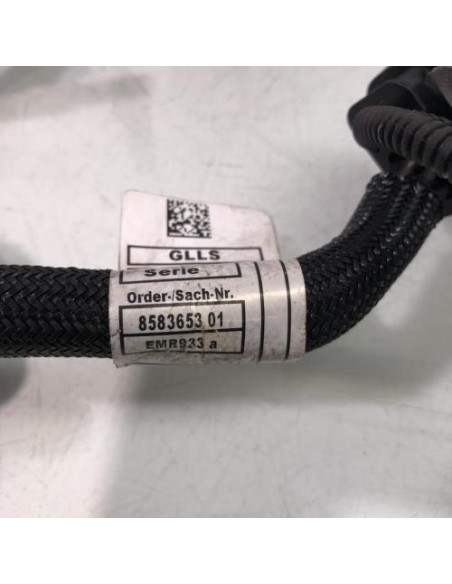 GLLS
Serie
Order-/Sach-Nr.
8583653 01
EMR933 a